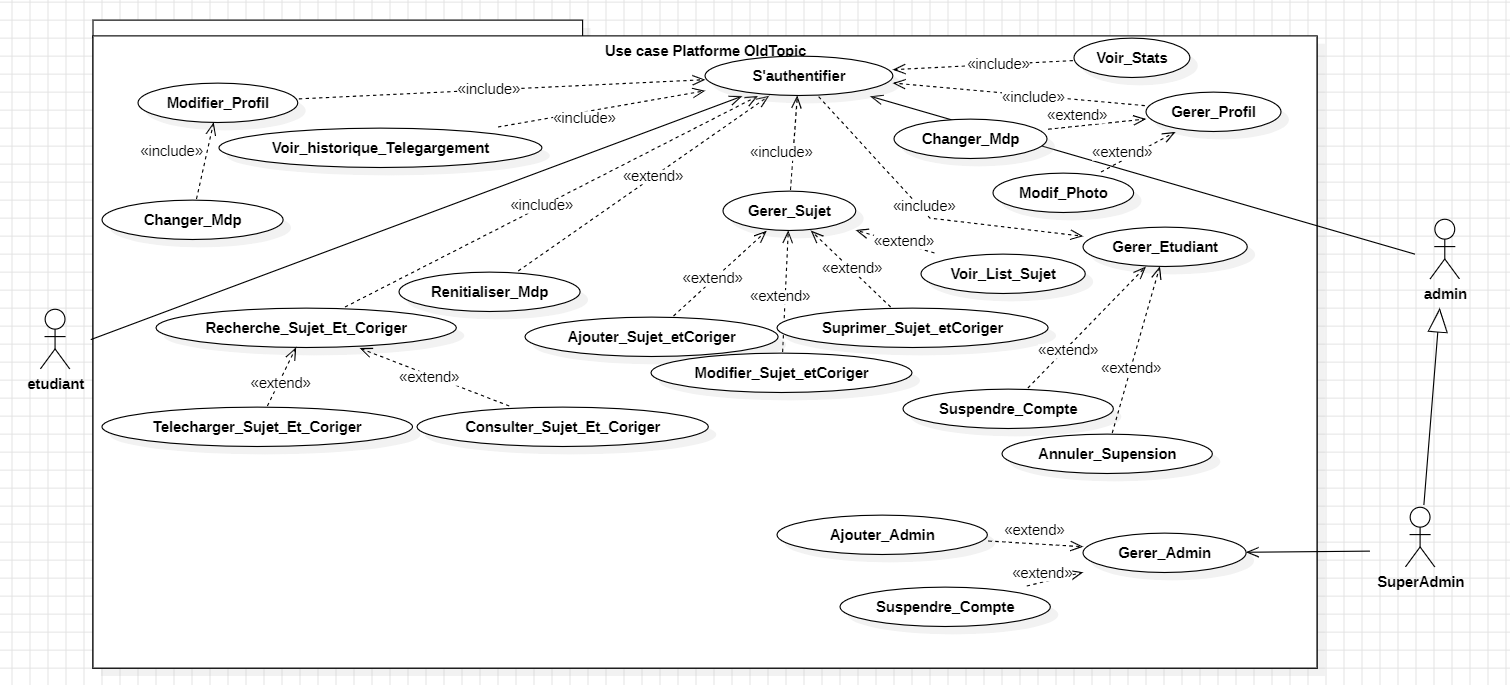 Use case Platforme OldTopic
S'authentifier
Voir_Stats
«include»
Modifier_Profil
«include»
«include»
Gerer_Profil
«include»
«extend»
Changer_Mdp
Voir_historique_Telegargement
«include»
«include»
«extend»
«extend»
Modif_Photo
Changer_Mdp
«include»
Gerer_Sujet
«include»
«extend»
Gerer_Etudiant
Voir_List_Sujet
«extend»
«extend»
«extend»
Renitialiser_Mdp
admin
Recherche_Sujet_Et_Coriger
Ajouter_Sujet_etCoriger
Suprimer_Sujet_etCoriger
«extend»
«extend»
Modifier_Sujet_etCoriger
etudiant
«extend»
«extend»
Suspendre_Compte
Telecharger_Sujet_Et_Coriger
Consulter_Sujet_Et_Coriger
Annuler_Supension
Ajouter_Admin
«extend»
Gerer_Admin
«extend»
SuperAdmin
Suspendre_Compte